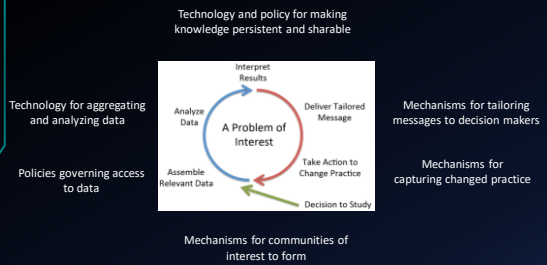 Technology and policy for making
knowledge persistent and sharable
Interpret
Results
Technology for aggregating
and analyzing data
Analyze
Data
A Problem of
Interest
Deliver Tailored
Message
Mechanisms for tailoring
messages to decision makers
Policies governing access
to data
Assemble
Relevant Data
Take Action to
Change Practice
Mechanisms for
capturing changed practice
Decision to Study
Mechanisms for communities of
interest to form